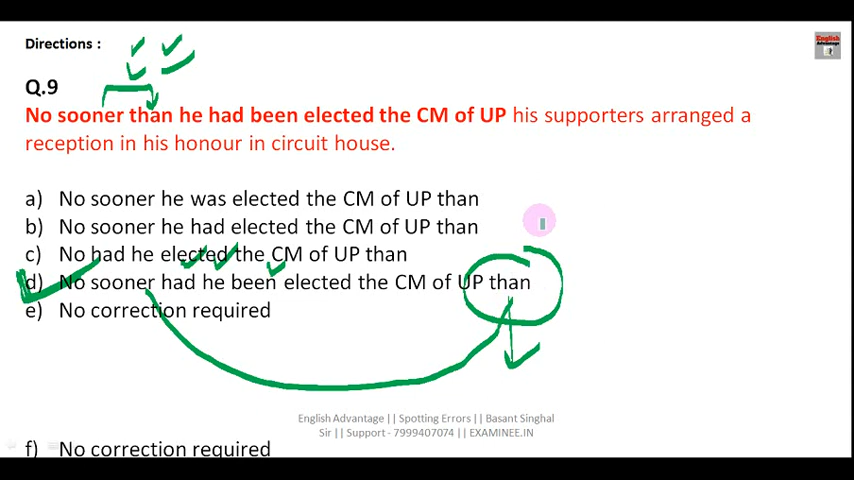 Directions :
English
Advantage
Q.9
No sooner than he had been elected the CM of UP his supporters arranged a
reception in his honour in circuit house.
a) No sooner he was elected the CM of UP than
b) No sooner he had elected the CM of UP than
c) No had he elected the CM of UP than
d) No sooner had he been elected the CM of UP than
e) No correction required
English Advantage || Spotting Errors || Basant Singhal
Sir || Support - 7999407074 || EXAMINEE.IN
f) No correction required